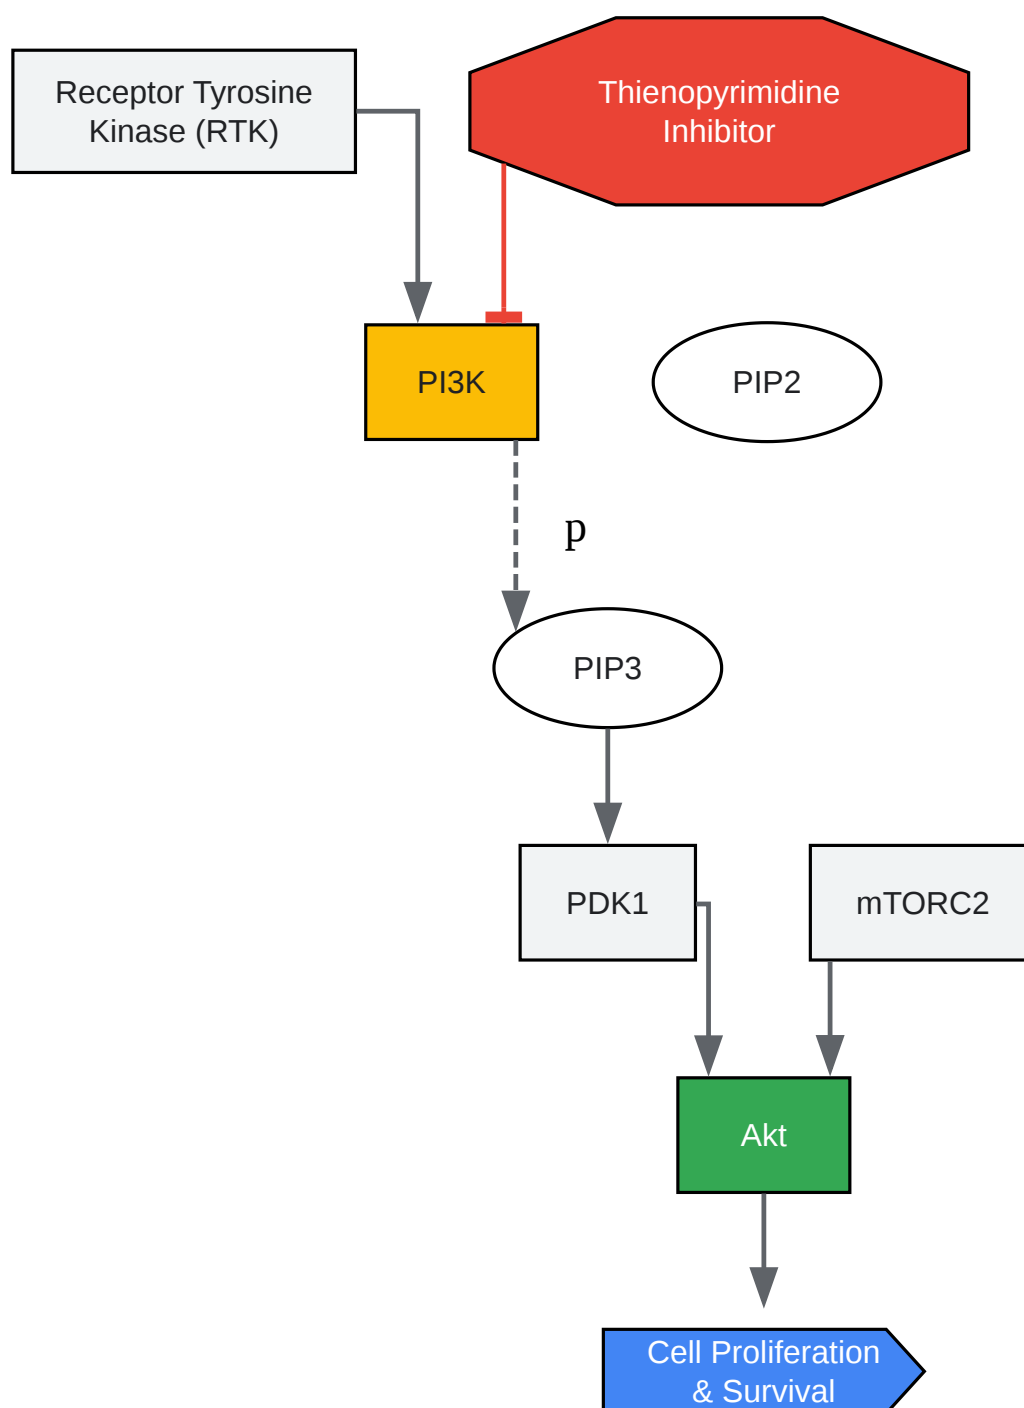 Receptor Tyrosine
Kinase (RTK)
Thienopyrimidine
Inhibitor
PI3K
PIP2
p
PIP3
PDK1
mTORC2
Akt
Cell Proliferation
& Survival